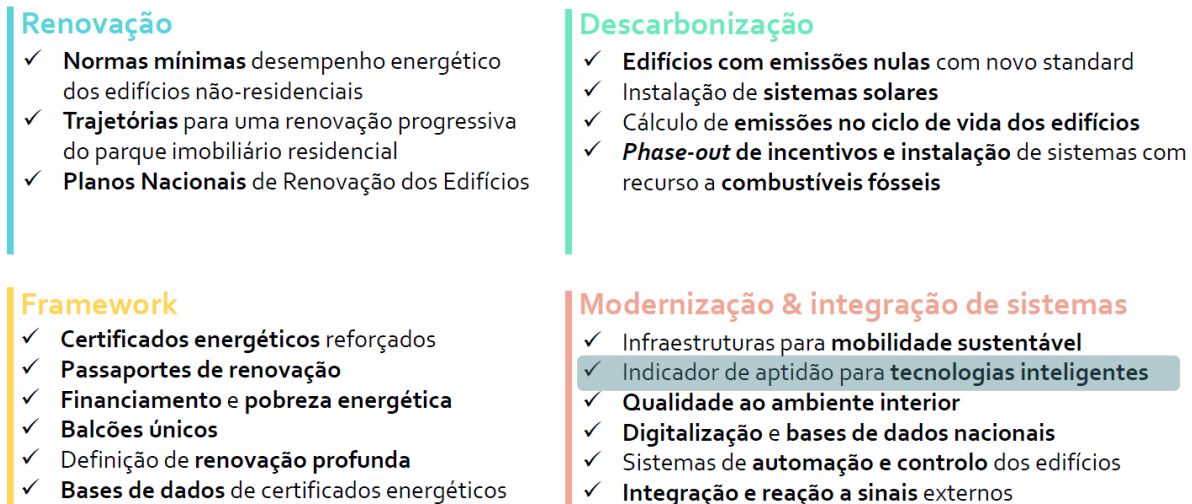 Renovação
✓ Normas mínimas desempenho energético
dos edifícios não-residenciais
✓ Trajetórias para uma renovação progressiva
do parque imobiliário residencial
✓ Planos Nacionais de Renovação dos Edifícios
Descarbonização
✓ Edifícios com emissões nulas com novo standard
✓ Instalação de sistemas solares
✓ Cálculo de emissões no ciclo de vida dos edifícios
✓ Phase-out de incentivos e instalação de sistemas com
recurso a combustíveis fósseis
Framework
✓ Certificados energéticos reforçados
✓ Passaportes de renovação
✓ Financiamento e pobreza energética
✓ Balcões únicos
✓ Definição de renovação profunda
✓ Bases de dados de certificados energéticos
Modernização & integração de sistemas
✓ Infraestruturas para mobilidade sustentável
✓ Indicador de aptidão para tecnologias inteligentes
✓ Qualidade ao ambiente interior
✓ Digitalização e bases de dados nacionais
✓ Sistemas de automação e controlo dos edifícios
✓ Integração e reação a sinais externos